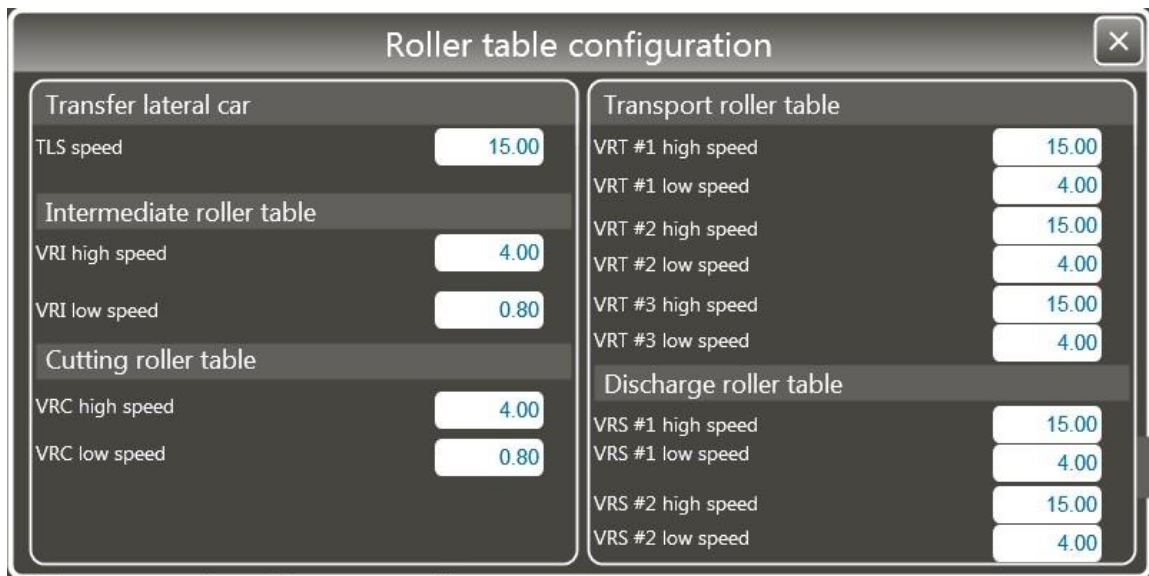 Roller table configuration
Transfer lateral car
TLS speed 15.00
Intermediate roller table
VRI high speed 4.00
VRI low speed 0.80
Cutting roller table
VRC high speed 4.00
VRC low speed 0.80
Transport roller table
VRT #1 high speed 15.00
VRT #1 low speed 4.00
VRT #2 high speed 15.00
VRT #2 low speed 4.00
VRT #3 high speed 15.00
VRT #3 low speed 4.00
Discharge roller table
VRS #1 high speed 15.00
VRS #1 low speed 4.00
VRS #2 high speed 15.00
VRS #2 low speed 4.00